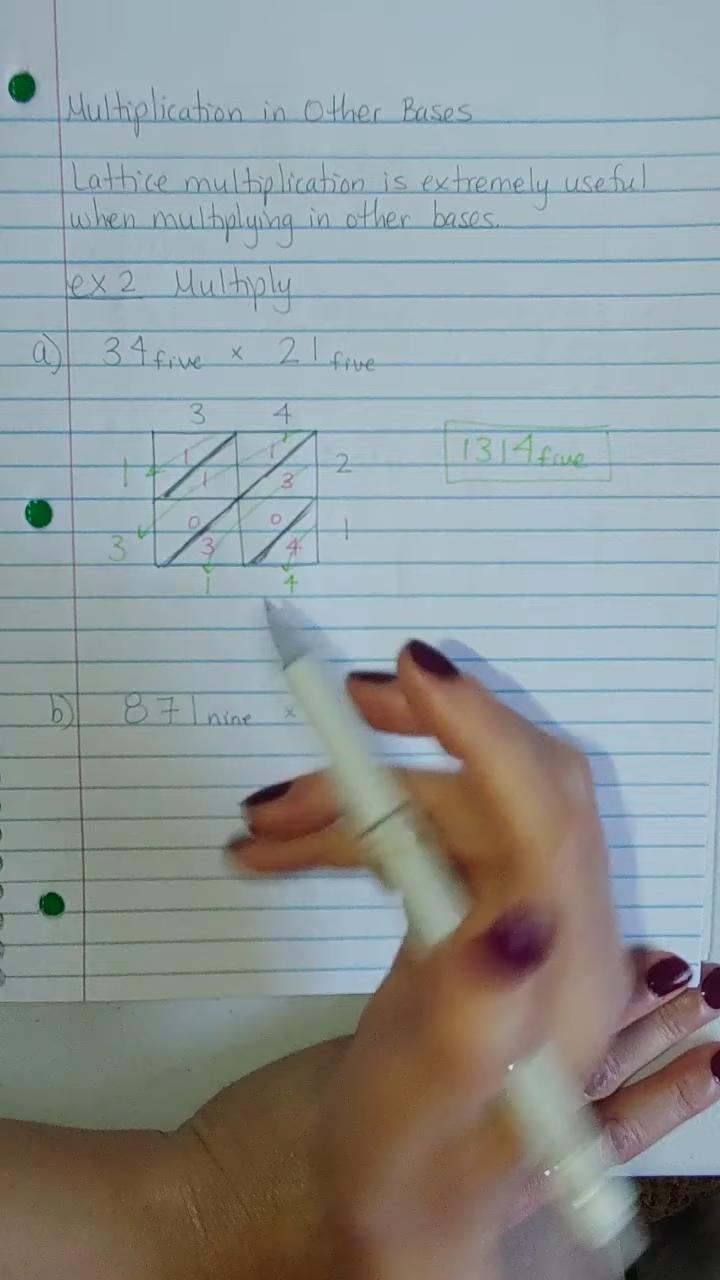 Multiplication in Other Bases
Lattice multiplication is extremely useful
when multiplying in other bases.
ex 2 Multiply
a) 34five × 21five
3 4
1 1 1 2
1 3
0 0 1
3 3 4
1 4
1314five
b) 871nine ×